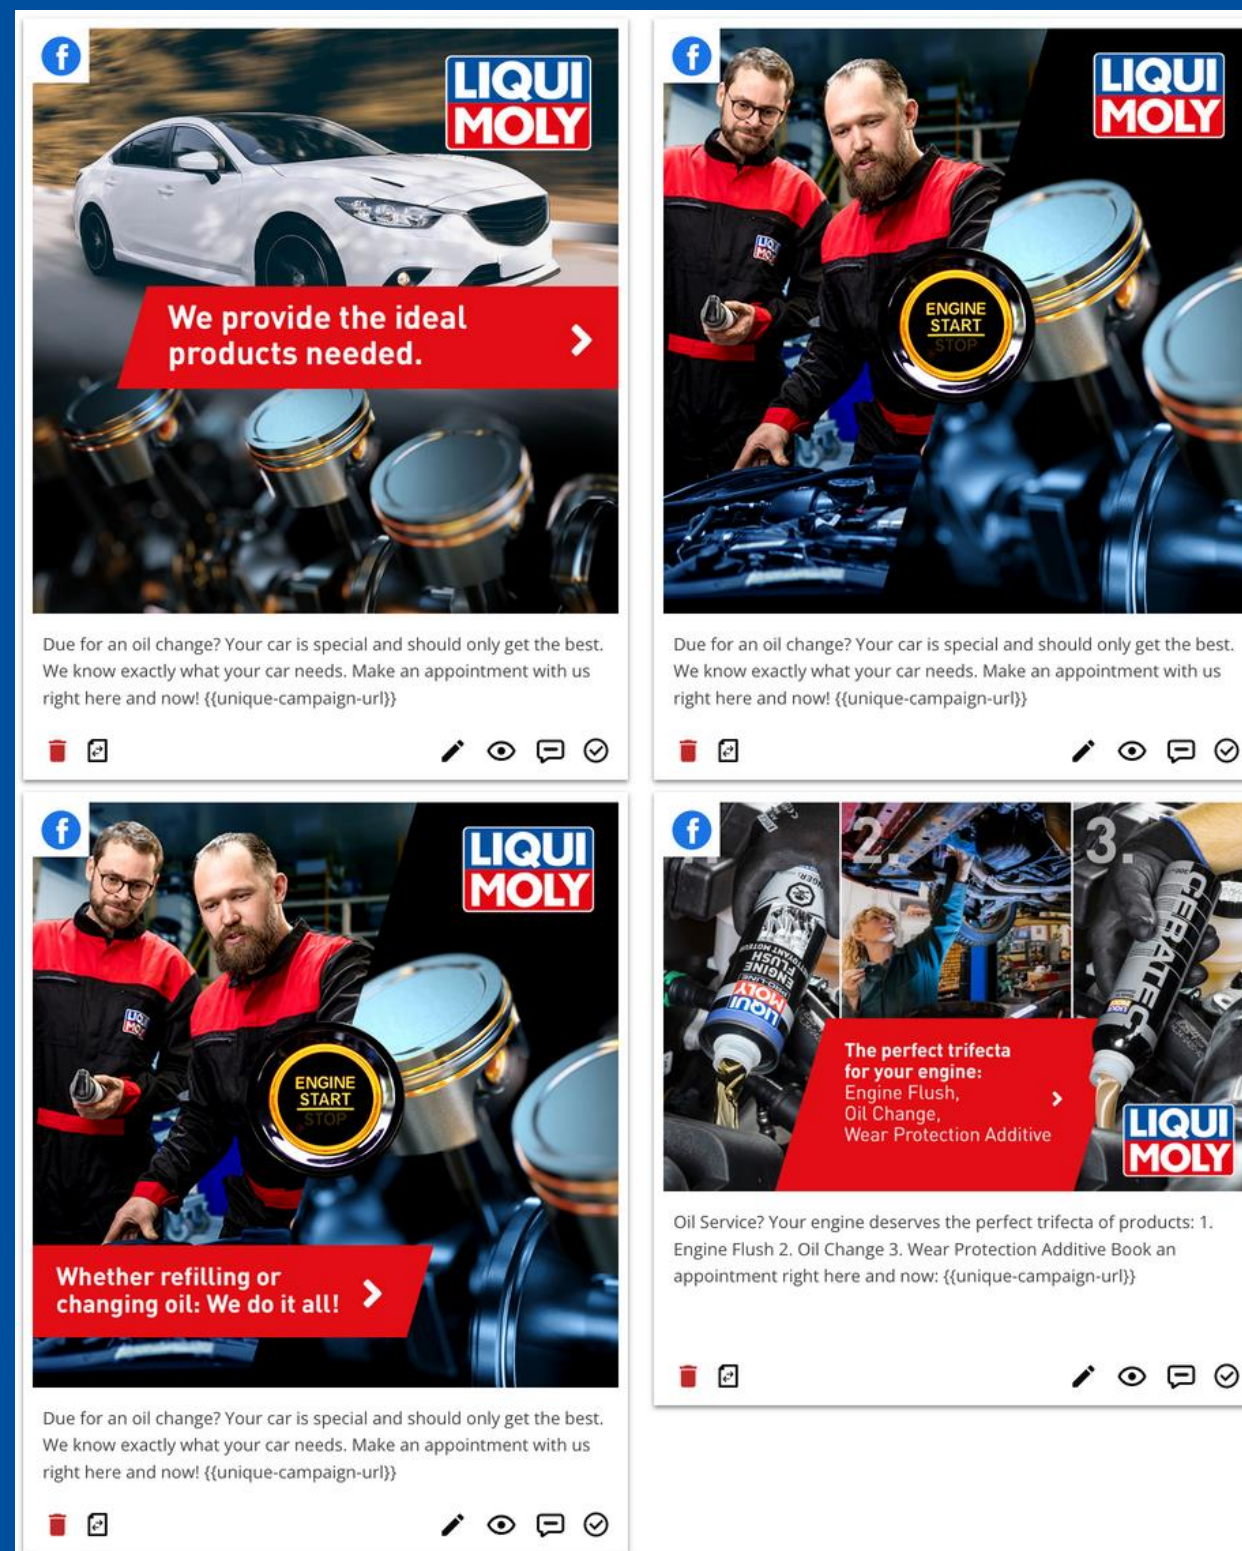 LIQUI
MOLY
We provide the ideal
products needed.
Due for an oil change? Your car is special and should only get the best.
We know exactly what your car needs. Make an appointment with us
right here and now! {{unique-campaign-url}}
LIQUI
MOLY
ENGINE
START
STOP
Due for an oil change? Your car is special and should only get the best.
We know exactly what your car needs. Make an appointment with us
right here and now! {{unique-campaign-url}}
LIQUI
MOLY
ENGINE
START
STOP
Whether refilling or
changing oil: We do it all!
Due for an oil change? Your car is special and should only get the best.
We know exactly what your car needs. Make an appointment with us
right here and now! {{unique-campaign-url}}
2.
3.
ENGINE
FLUSH
LIQUI
MOLY
CERATEC
The perfect trifecta
for your engine:
Engine Flush,
Oil Change,
Wear Protection Additive
LIQUI
MOLY
Oil Service? Your engine deserves the perfect trifecta of products: 1.
Engine Flush 2. Oil Change 3. Wear Protection Additive Book an
appointment right here and now: {{unique-campaign-url}}